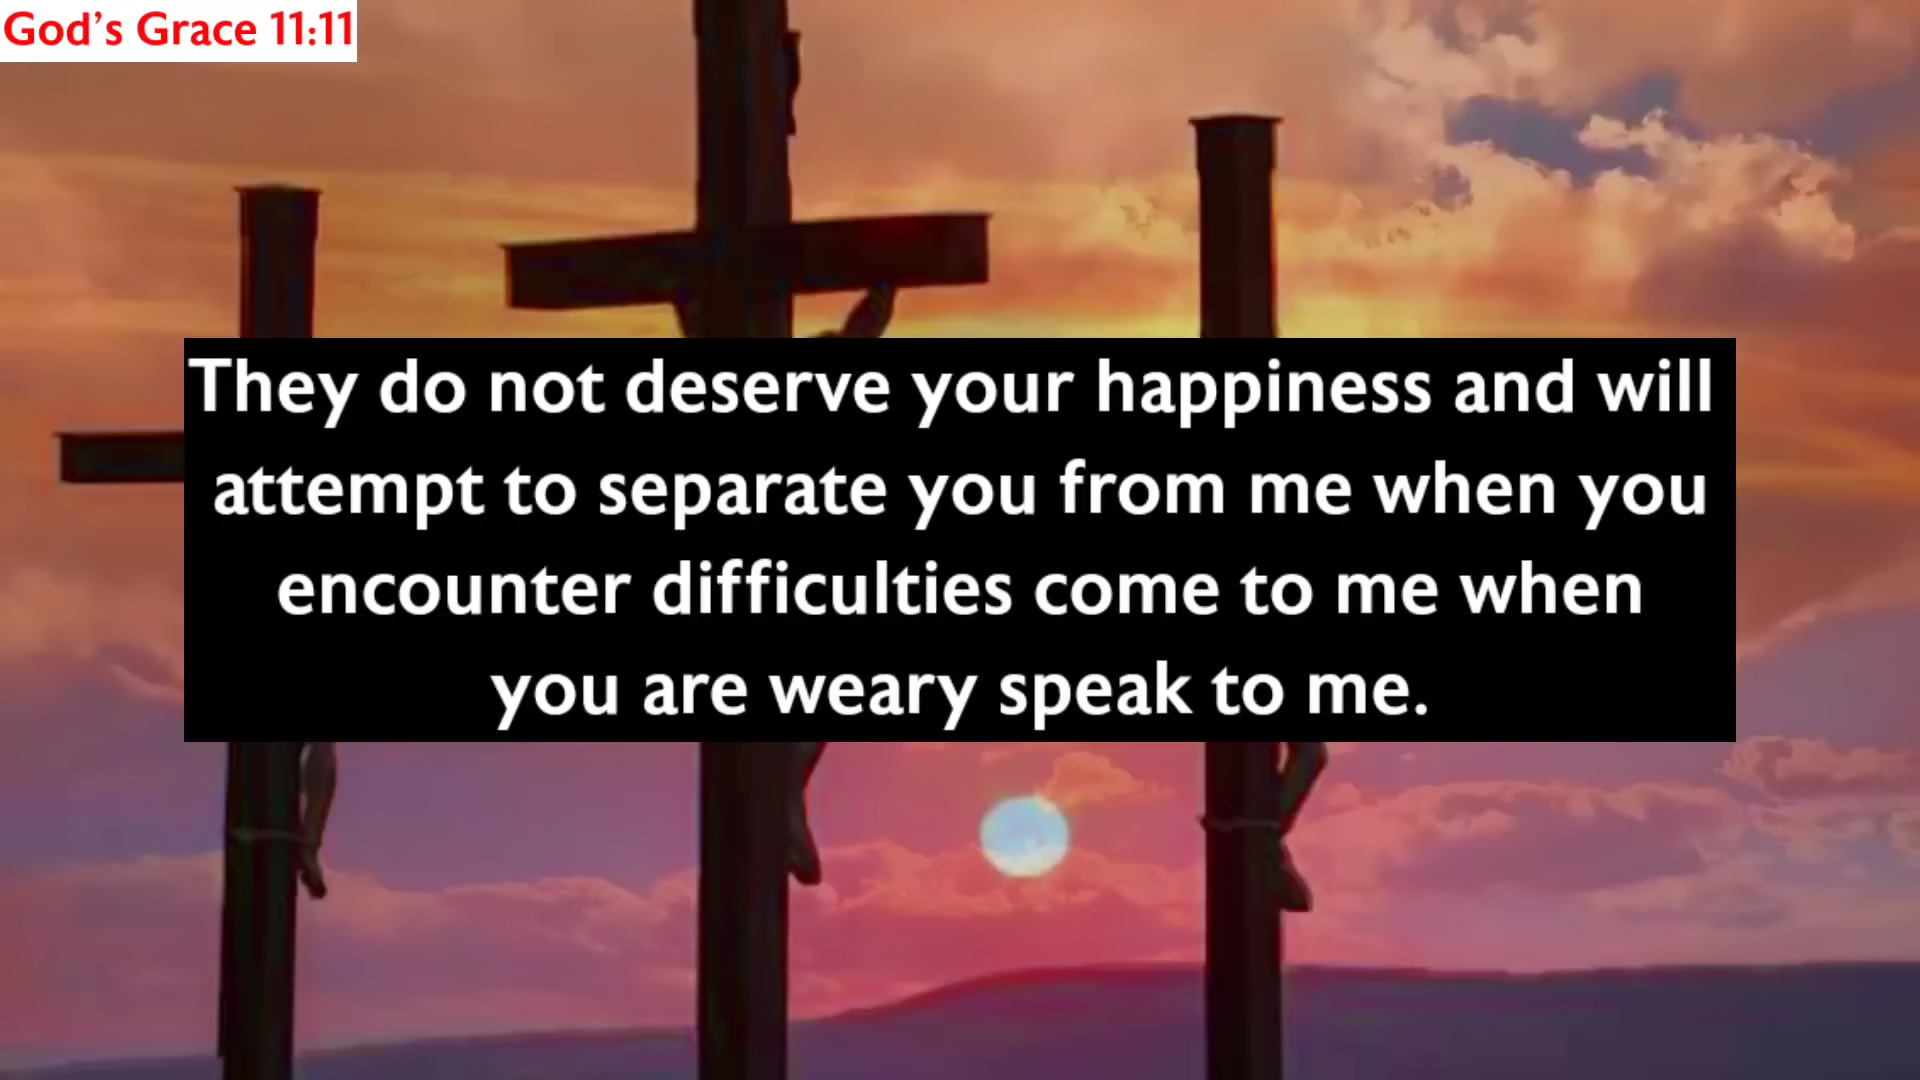 God’s Grace 11:11
They do not deserve your happiness and will
attempt to separate you from me when you
encounter difficulties come to me when
you are weary speak to me.